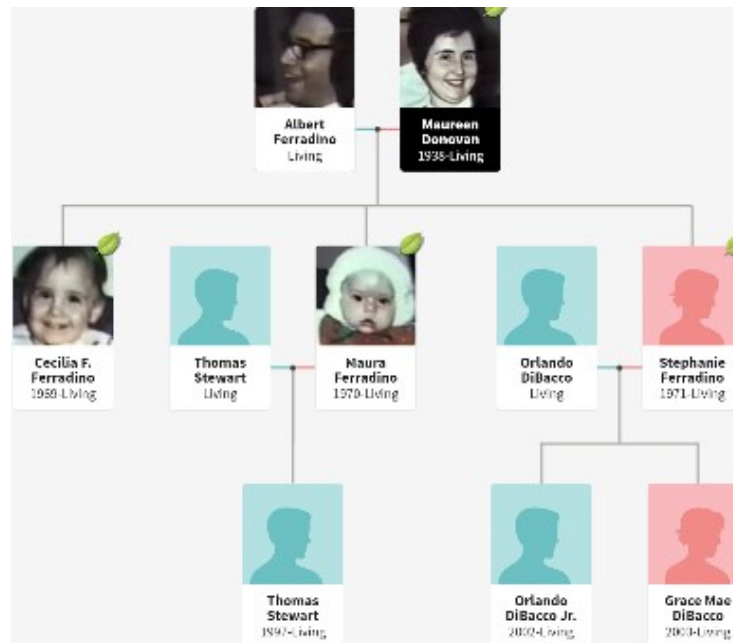 Albert
Ferradino
Living
Maureen
Donovan
1938-Living
Cecilia F.
Ferradino
1969-Living
Thomas
Stewart
Living
Maura
Ferradino
1970-Living
Orlando
DiBacco
Living
Stephanie
Ferradino
1971-Living
Thomas
Stewart
1997-Living
Orlando
DiBacco Jr.
2002-Living
Grace Mae
DiBacco
2003-Living